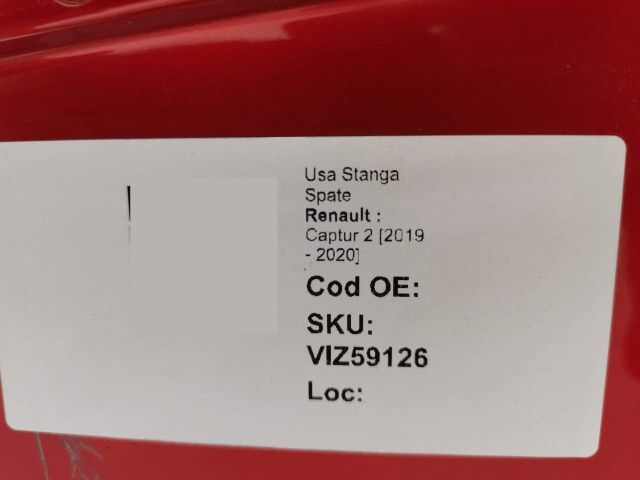 Usa Stanga
Spate
Renault :
Captur 2 [2019
- 2020]
Cod OE:
SKU:
VIZ59126
Loc: